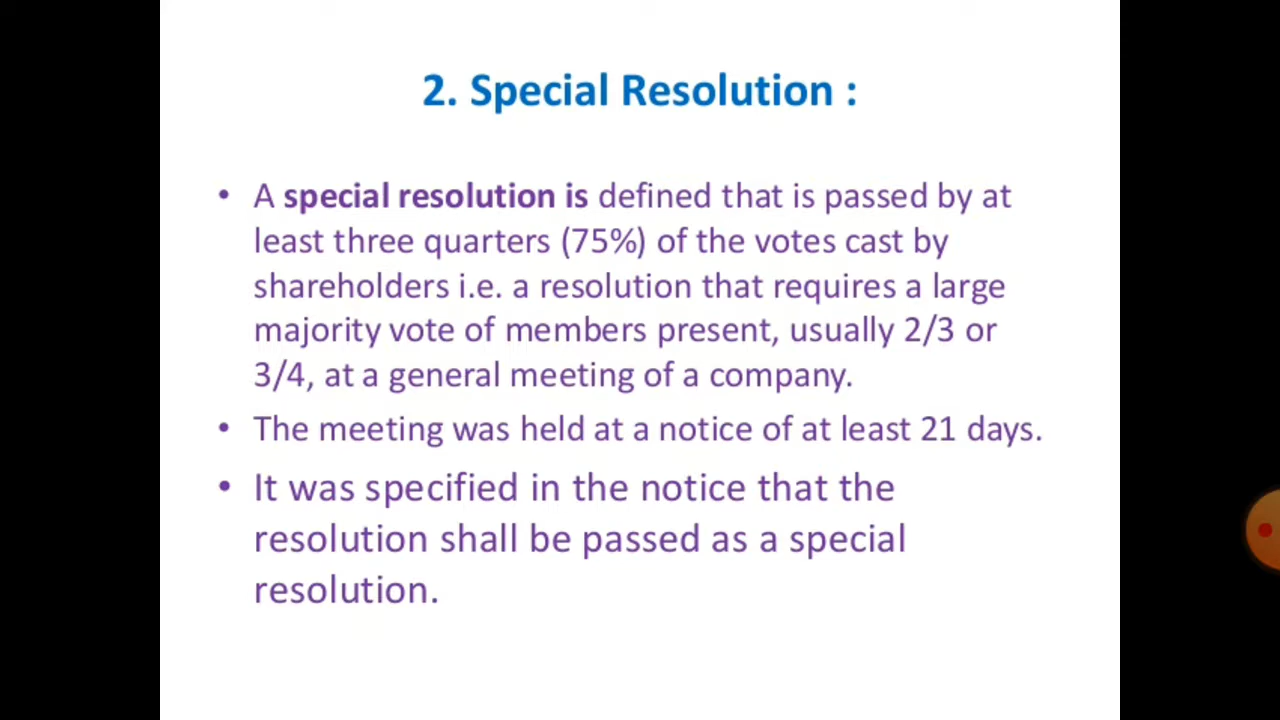 2. Special Resolution :
• A special resolution is defined that is passed by at
least three quarters (75%) of the votes cast by
shareholders i.e. a resolution that requires a large
majority vote of members present, usually 2/3 or
3/4, at a general meeting of a company.
• The meeting was held at a notice of at least 21 days.
• It was specified in the notice that the
resolution shall be passed as a special
resolution.